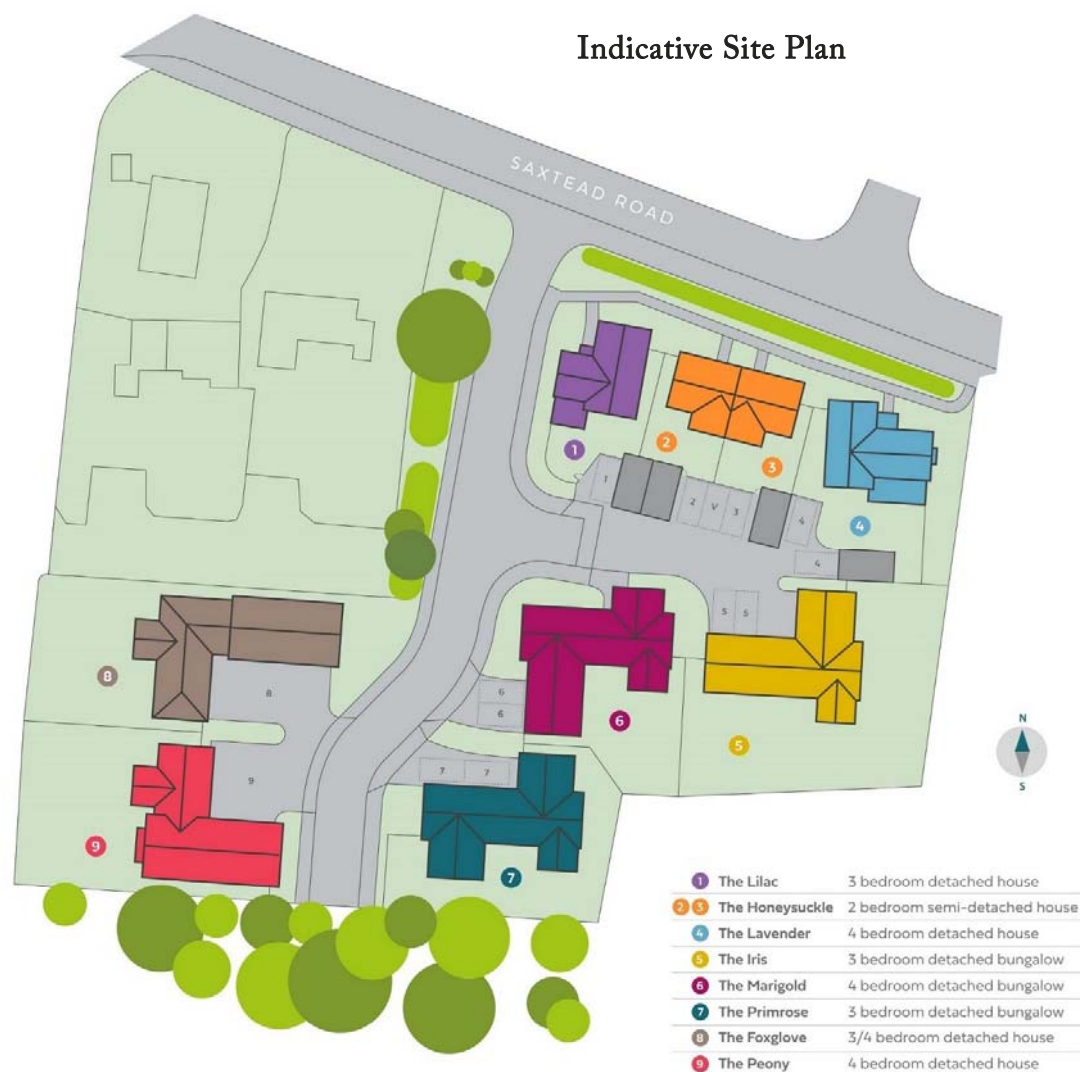 Indicative Site Plan
SAXTEAD ROAD
1
2
3
4
1
2 V 3
4
4
5 5
8
8
6
6
6
5
9
7 7
9
7
N
S
1 The Lilac 3 bedroom detached house
2 3 The Honeysuckle 2 bedroom semi-detached house
4 The Lavender 4 bedroom detached house
5 The Iris 3 bedroom detached bungalow
6 The Marigold 4 bedroom detached bungalow
7 The Primrose 3 bedroom detached bungalow
8 The Foxglove 3/4 bedroom detached house
9 The Peony 4 bedroom detached house